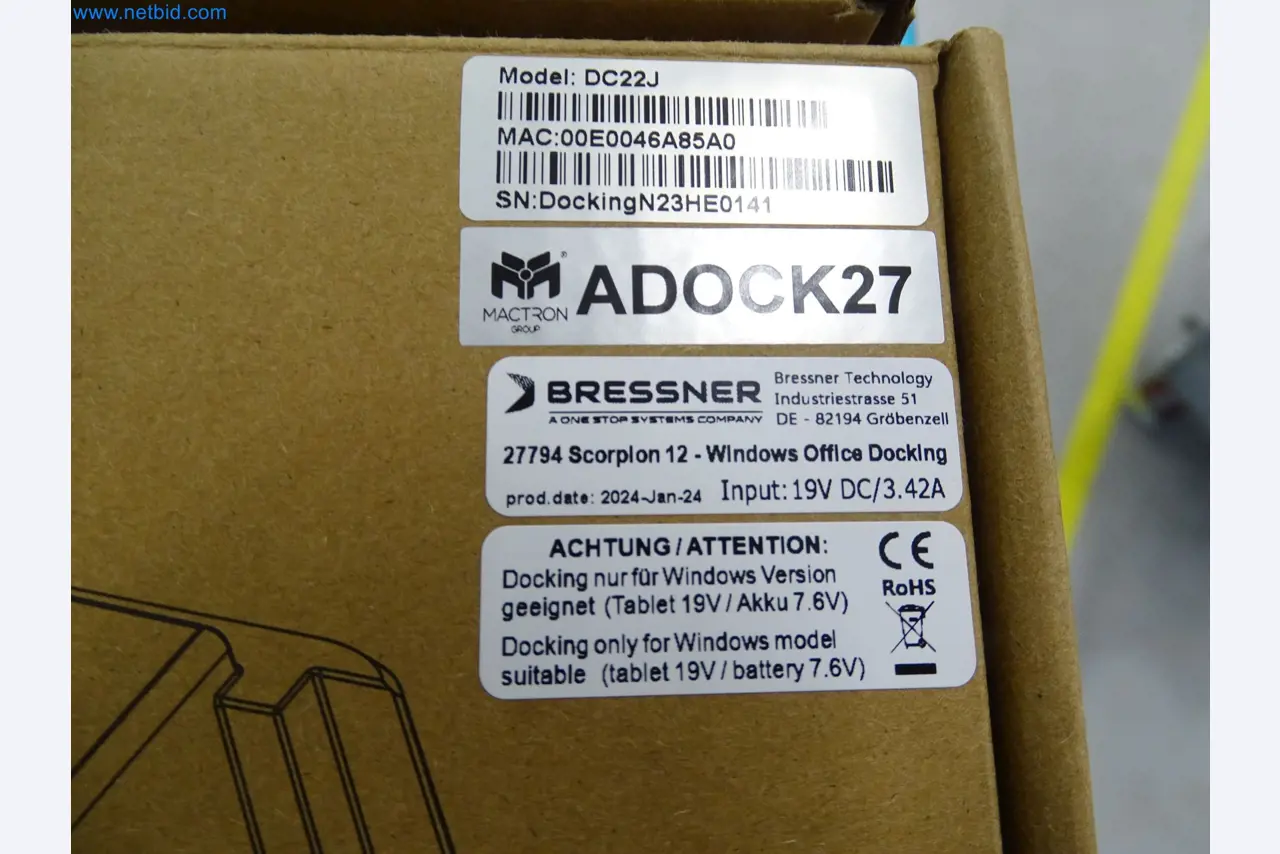 www.netbid.com
Model: DC22J
MAC:00E0046A85A0
SN:DockingN23HE0141
MACTRON
GROUP
®
ADOCK27
BRESSNER
A ONE STOP SYSTEMS COMPANY
Bressner Technology
Industriestrasse 51
DE - 82194 Gröbenzell
27794 Scorpion 12 - Windows Office Docking
prod.date: 2024-Jan-24 Input: 19V DC/3.42A
ACHTUNG / ATTENTION:
Docking nur für Windows Version
geeignet (Tablet 19V / Akku 7.6V)
Docking only for Windows model
suitable (tablet 19V / battery 7.6V)
CE
RoHS